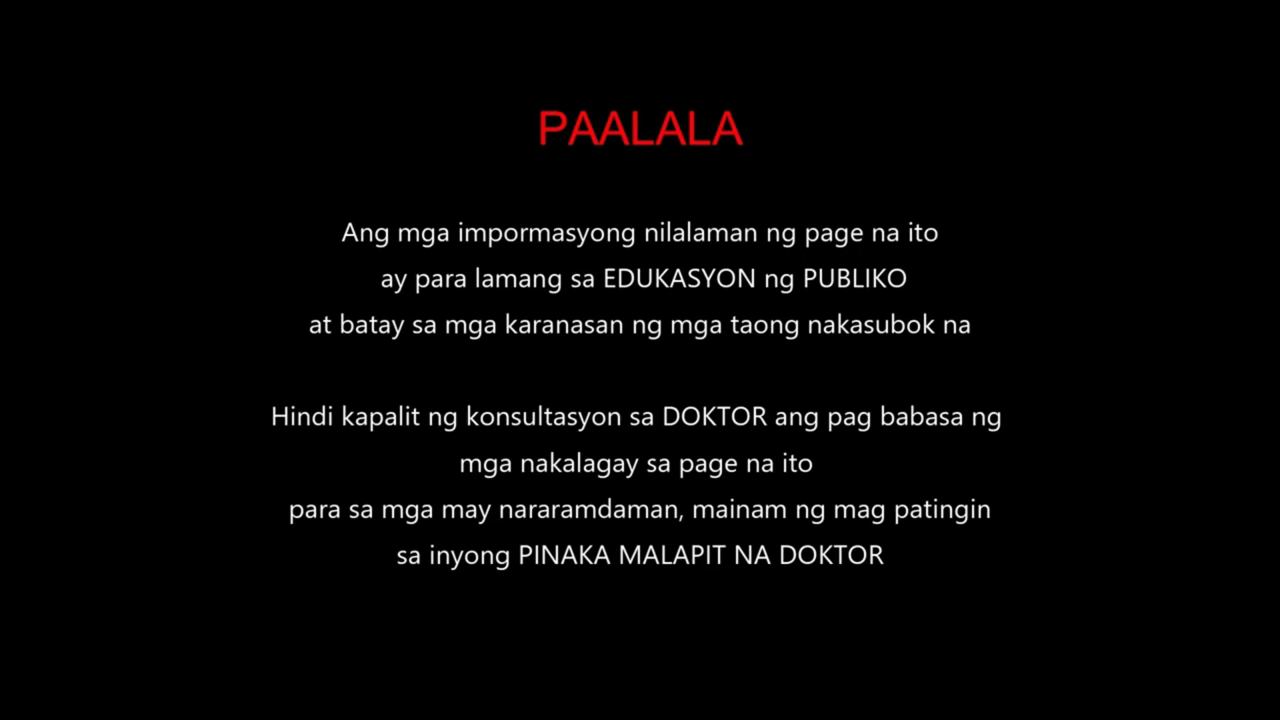 PAALALA
Ang mga impormasyong nilalaman ng page na ito
ay para lamang sa EDUKASYON ng PUBLIKO
at batay sa mga karanasan ng mga taong nakasubok na
Hindi kapalit ng konsultasyon sa DOKTOR ang pag babasa ng
mga nakalagay sa page na ito
para sa mga may nararamdaman, mainam ng mag patingin
sa inyong PINAKA MALAPIT NA DOKTOR